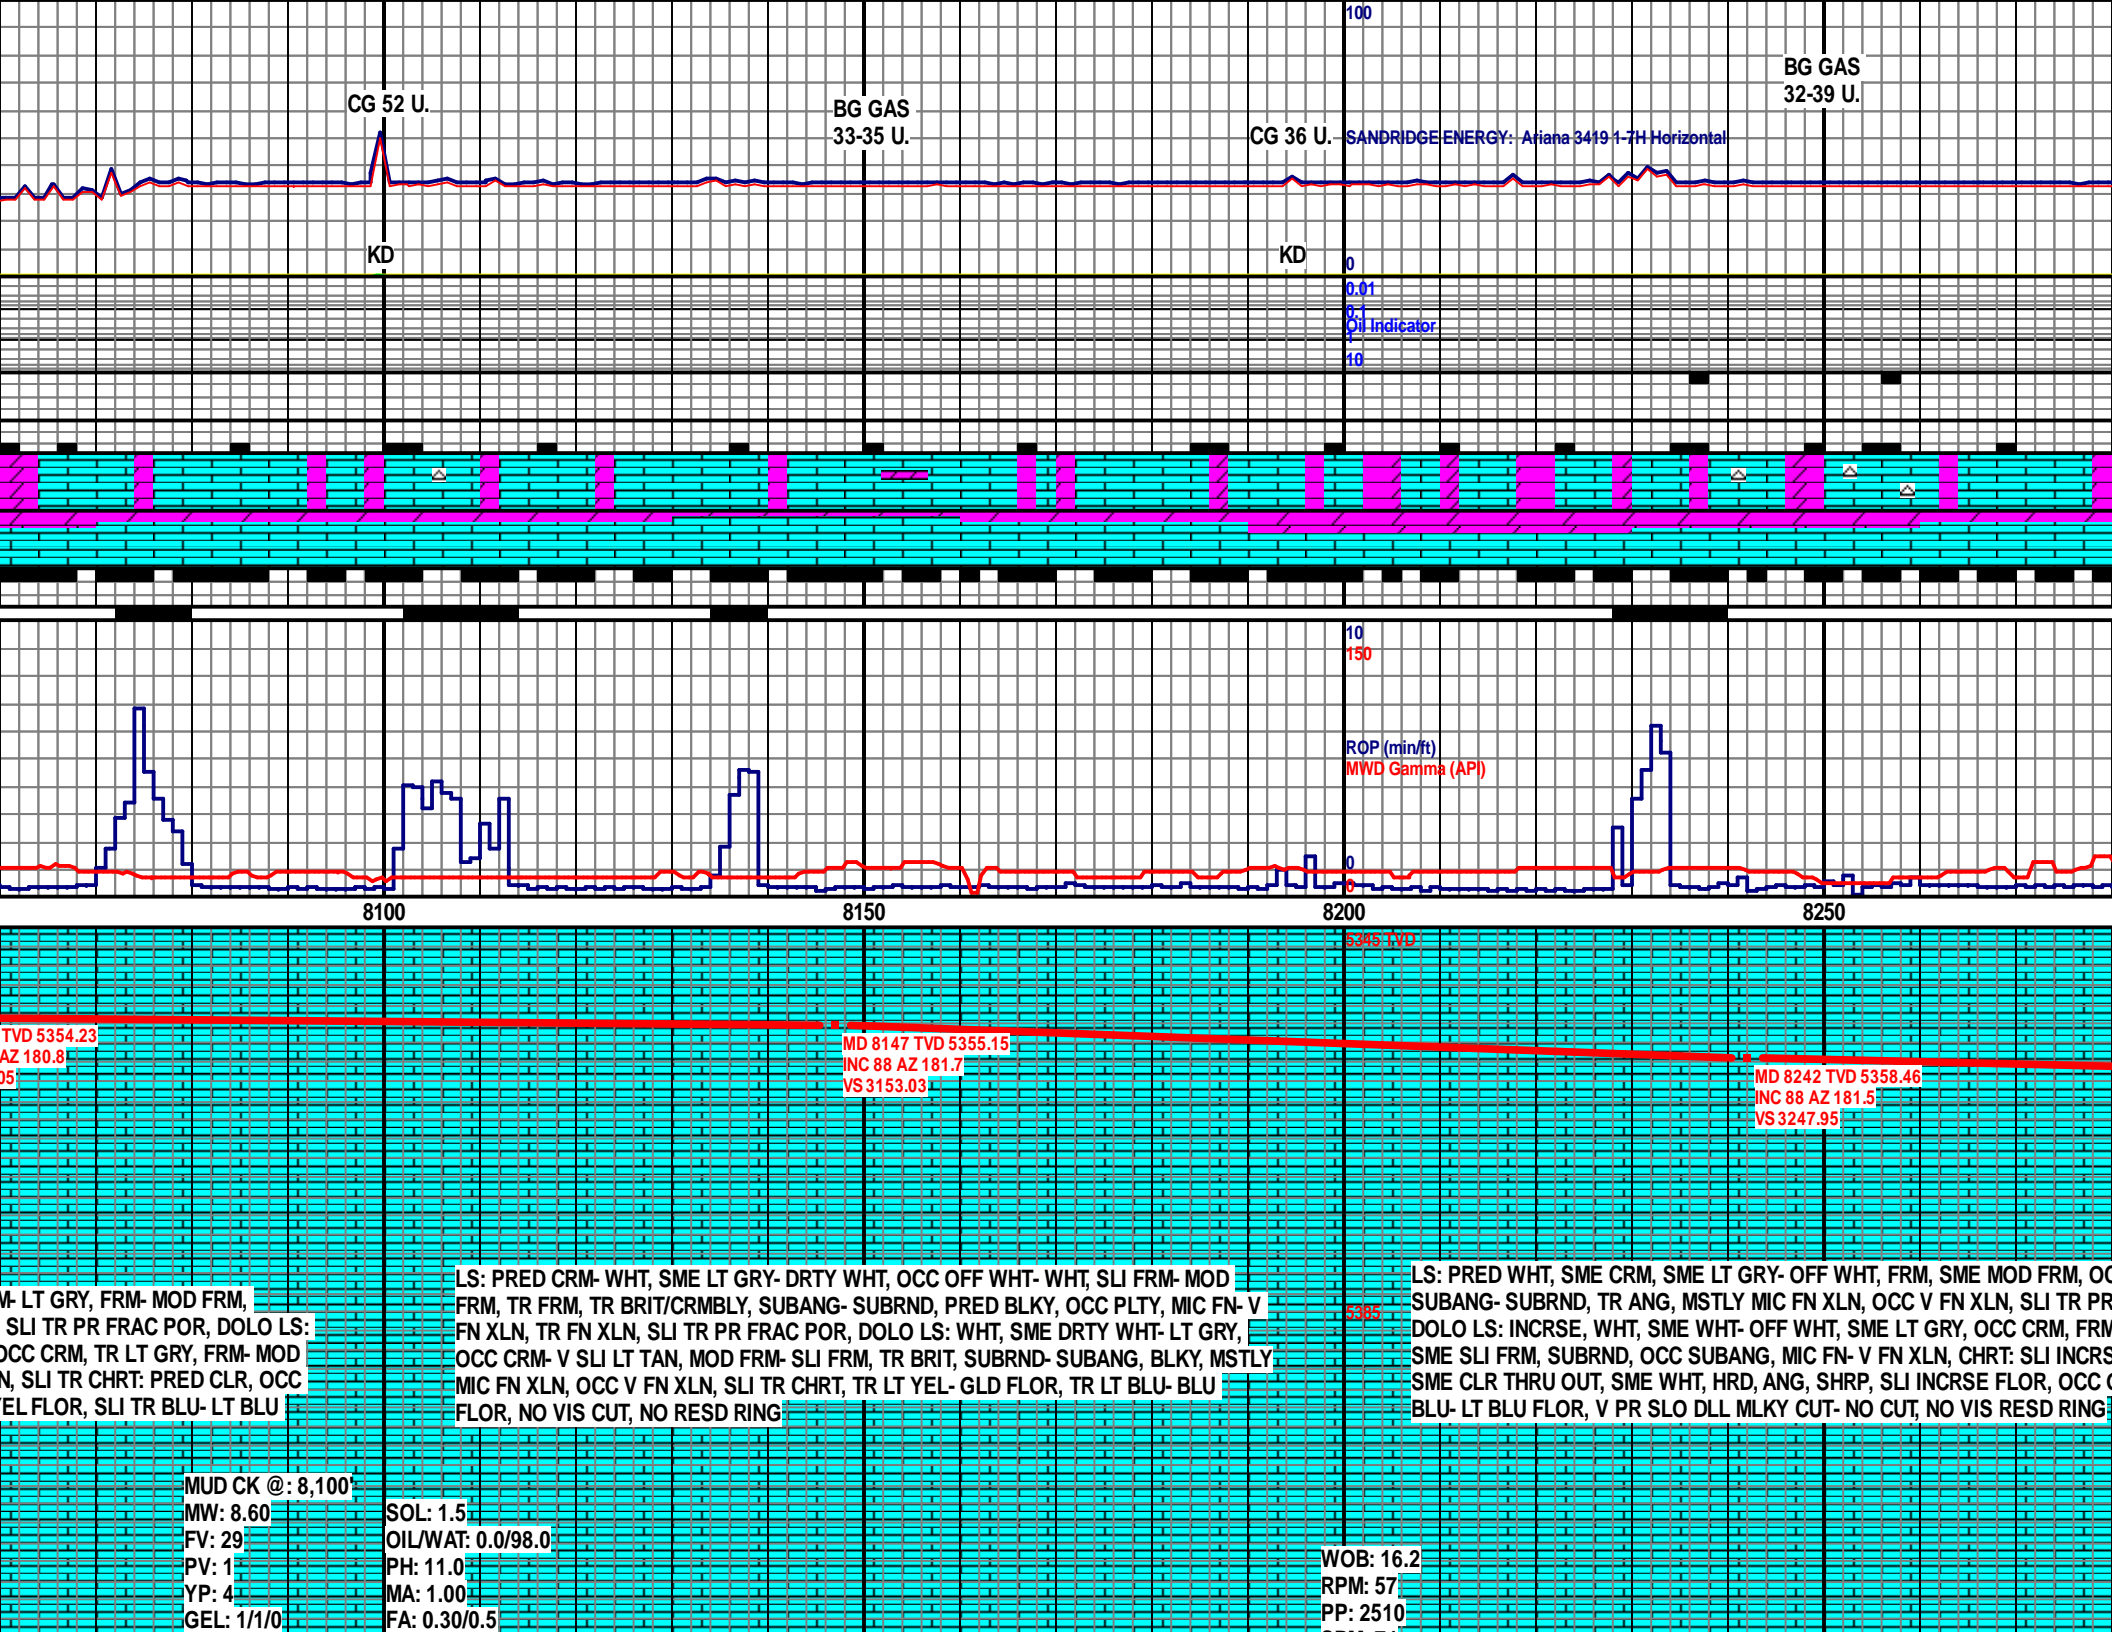 100
BG GAS
32-39 U.
CG 52 U.
BG GAS
33-35 U.
CG 36 U.
SANDRIDGE ENERGY: Ariana 3419 1-7H Horizontal
KD
KD
0
0.01
0.1
Oil Indicator
1
10
10
150
ROP (min/ft)
MWD Gamma (API)
0
0
8100
8150
8200
8250
5345 TVD
TVD 5354.23
AZ 180.8
05
MD 8147 TVD 5355.15
INC 88 AZ 181.7
VS 3153.03
MD 8242 TVD 5358.46
INC 88 AZ 181.5
VS 3247.95
M- LT GRY, FRM- MOD FRM,
SLI TR PR FRAC POR, DOLO LS:
OCC CRM, TR LT GRY, FRM- MOD
N, SLI TR CHRT: PRED CLR, OCC
YEL FLOR, SLI TR BLU- LT BLU
LS: PRED CRM- WHT, SME LT GRY- DRTY WHT, OCC OFF WHT- WHT, SLI FRM- MOD
FRM, TR FRM, TR BRIT/CRMBLY, SUBANG- SUBRND, PRED BLKY, OCC PLTY, MIC FN- V
FN XLN, TR FN XLN, SLI TR PR FRAC POR, DOLO LS: WHT, SME DRTY WHT- LT GRY,
OCC CRM- V SLI LT TAN, MOD FRM- SLI FRM, TR BRIT, SUBRND- SUBANG, BLKY, MSTLY
MIC FN XLN, OCC V FN XLN, SLI TR CHRT, TR LT YEL- GLD FLOR, TR LT BLU- BLU
FLOR, NO VIS CUT, NO RESD RING
5385
LS: PRED WHT, SME CRM, SME LT GRY- OFF WHT, FRM, SME MOD FRM, OC
SUBANG- SUBRND, TR ANG, MSTLY MIC FN XLN, OCC V FN XLN, SLI TR PR
DOLO LS: INCRSE, WHT, SME WHT- OFF WHT, SME LT GRY, OCC CRM, FRM
SME SLI FRM, SUBRND, OCC SUBANG, MIC FN- V FN XLN, CHRT: SLI INCRS
SME CLR THRU OUT, SME WHT, HRD, ANG, SHRP, SLI INCRSE FLOR, OCC
BLU- LT BLU FLOR, V PR SLO DLL MLKY CUT- NO CUT, NO VIS RESD RING
MUD CK @: 8,100'
MW: 8.60
FV: 29
PV: 1
YP: 4
GEL: 1/1/0
SOL: 1.5
OIL/WAT: 0.0/98.0
PH: 11.0
MA: 1.00
FA: 0.30/0.5
WOB: 16.2
RPM: 57
PP: 2510